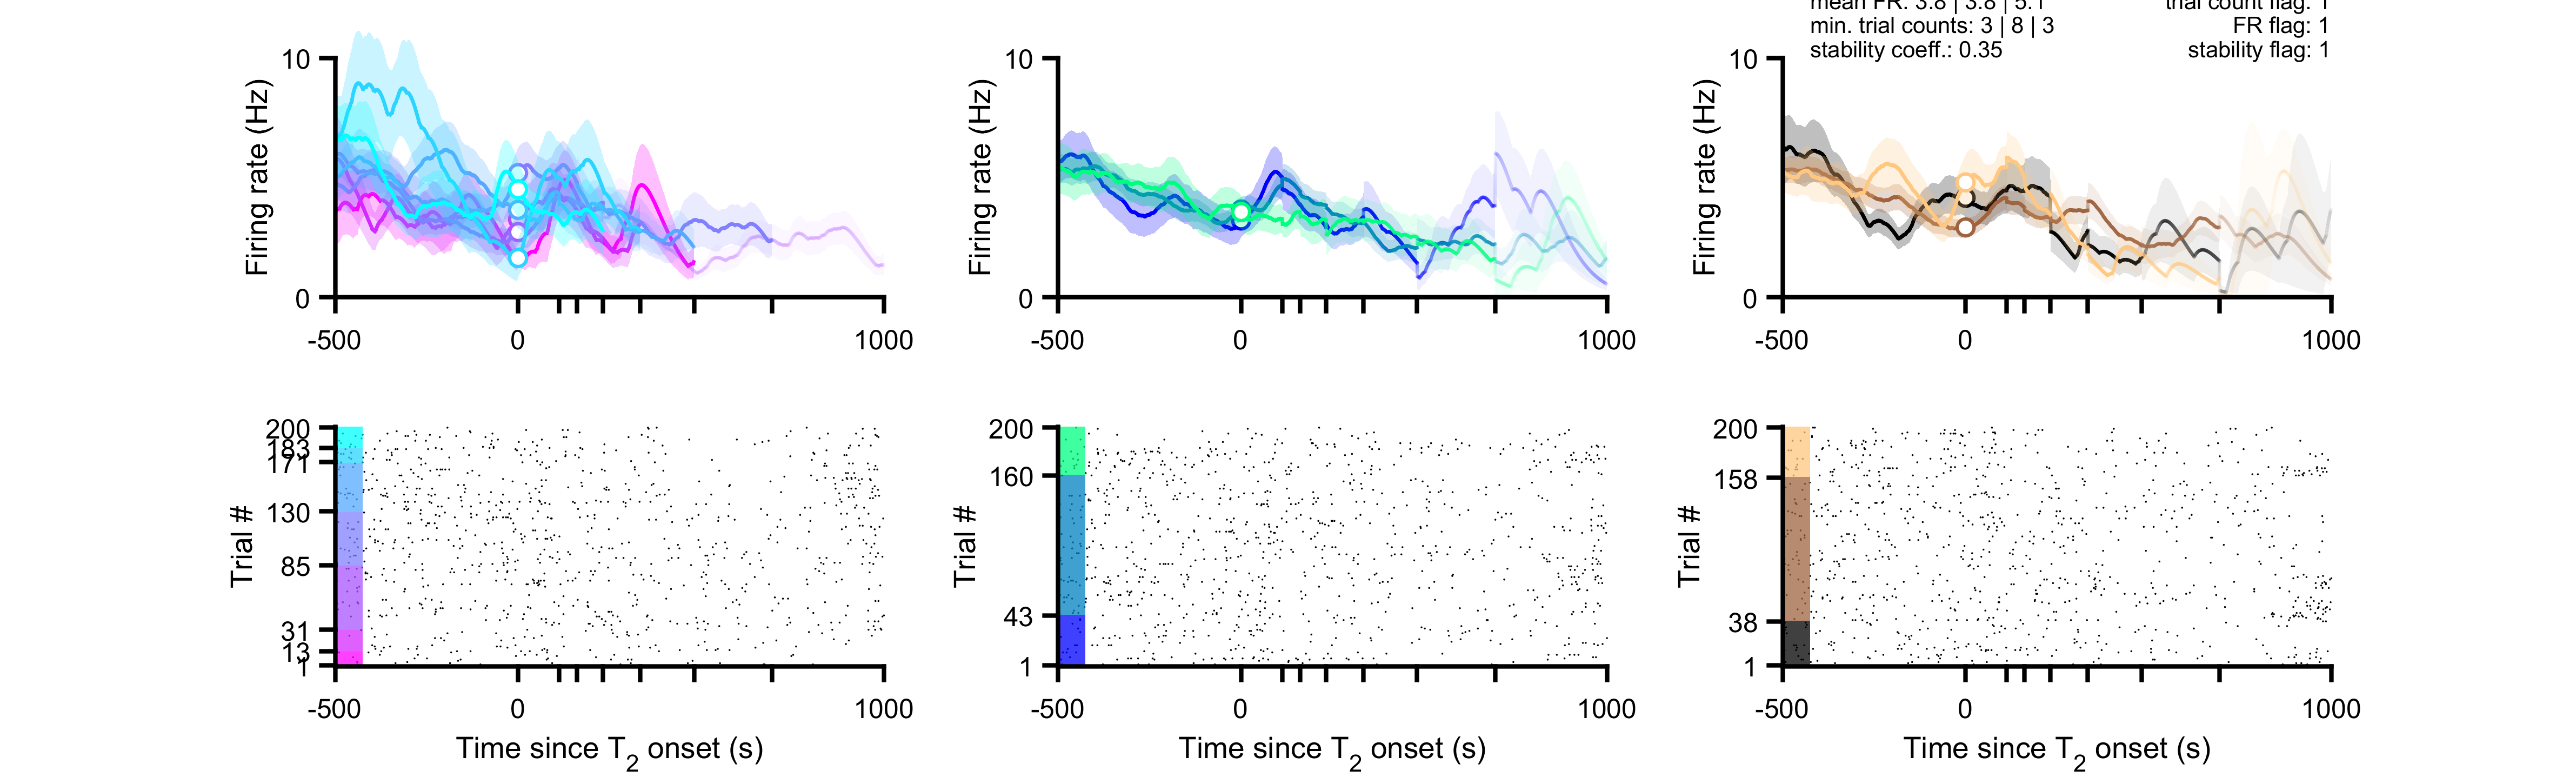 mean FR: 3.8 | 3.8 | 5.1
trial count flag: 1
min. trial counts: 3 | 8 | 3
FR flag: 1
stability coeff.: 0.35
stability flag: 1
10
0
Firing rate (Hz)
-500
0
1000
10
0
Firing rate (Hz)
-500
0
1000
10
0
Firing rate (Hz)
-500
0
1000
200
183
171
130
85
31
13
1
Trial #
-500
0
1000
Time since T2 onset (s)
200
160
43
1
Trial #
-500
0
1000
Time since T2 onset (s)
200
158
38
1
Trial #
-500
0
1000
Time since T2 onset (s)